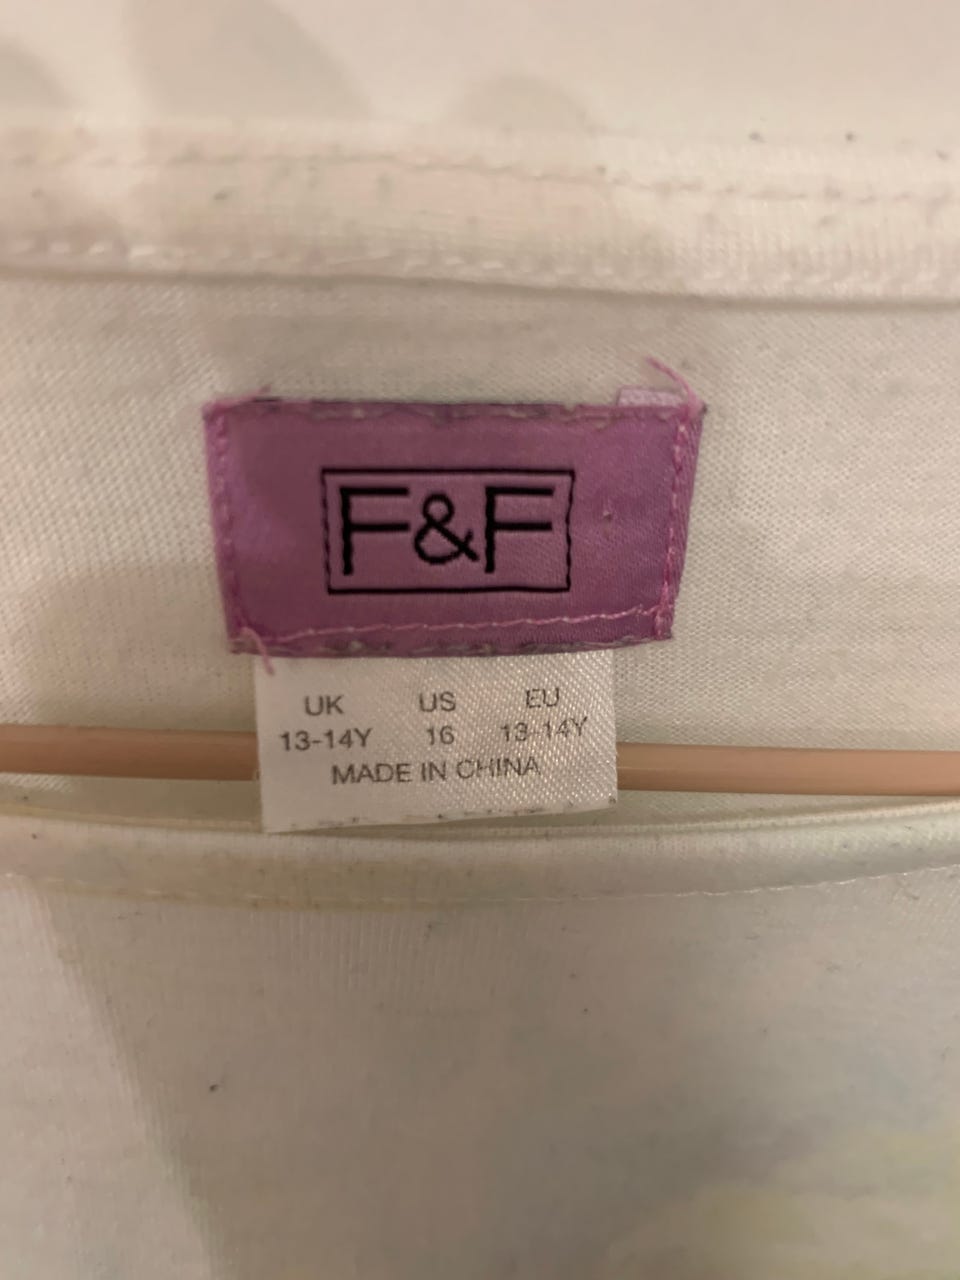 F&F
UK US EU
13-14Y 16 13-14Y
MADE IN CHINA